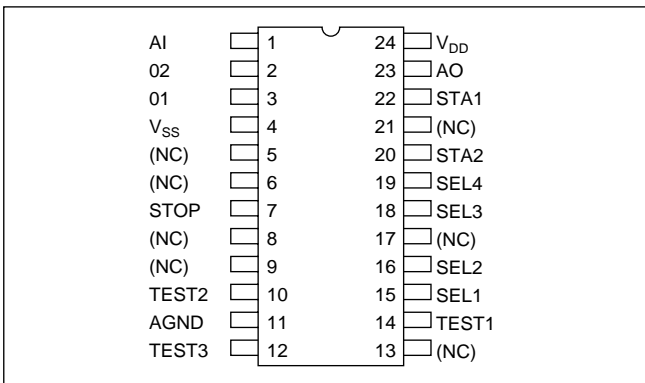 AI 1 24 V_DD
02 2 23 AO
01 3 22 STA1
V_SS 4 21 (NC)
(NC) 5 20 STA2
(NC) 6 19 SEL4
STOP 7 18 SEL3
(NC) 8 17 (NC)
(NC) 9 16 SEL2
TEST2 10 15 SEL1
AGND 11 14 TEST1
TEST3 12 13 (NC)